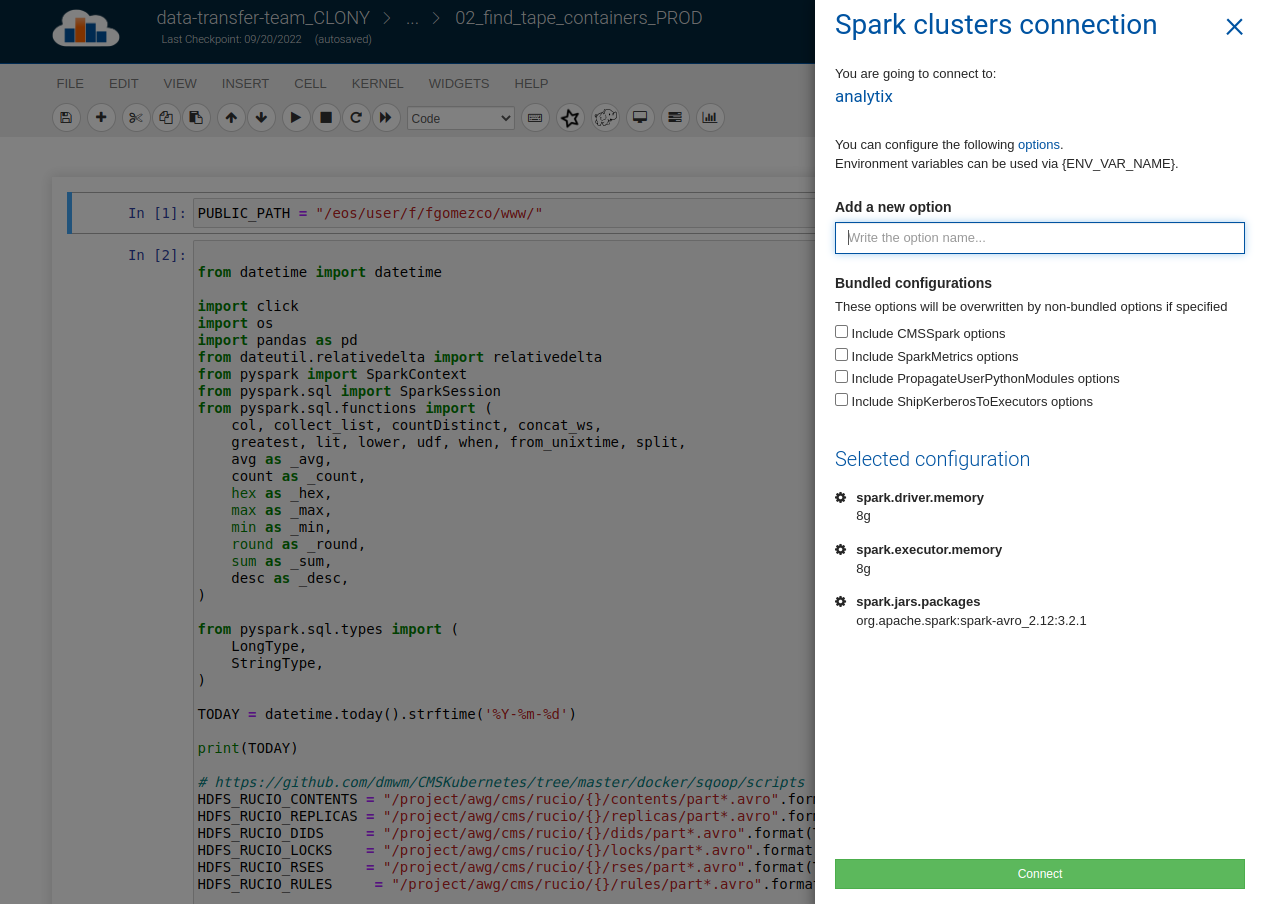 data-transfer-team_CLONY > ... > 02_find_tape_containers_PROD
Last Checkpoint: 09/20/2022 (autosaved)
FILE EDIT VIEW INSERT CELL KERNEL WIDGETS HELP
Code
In [1]: PUBLIC_PATH = "/eos/user/f/fgomezco/www/"
In [2]:
from datetime import datetime
import click
import os
import pandas as pd
from dateutil.relativedelta import relativedelta
from pyspark import SparkContext
from pyspark.sql import SparkSession
from pyspark.sql.functions import (
    col, collect_list, countDistinct, concat_ws,
    greatest, lit, lower, udf, when, from_unixtime, split,
    avg as _avg,
    count as _count,
    hex as _hex,
    max as _max,
    min as _min,
    round as _round,
    sum as _sum,
    desc as _desc,
)
from pyspark.sql.types import (
    LongType,
    StringType,
)
TODAY = datetime.today().strftime('%Y-%m-%d')
print(TODAY)
# https://github.com/dmwm/CMSKubernetes/tree/master/docker/sqoop/scripts
HDFS_RUCIO_CONTENTS = "/project/awg/cms/rucio/{}/contents/part*.avro".for
HDFS_RUCIO_REPLICAS = "/project/awg/cms/rucio/{}/replicas/part*.avro".for
HDFS_RUCIO_DIDS     = "/project/awg/cms/rucio/{}/dids/part*.avro".format(
HDFS_RUCIO_LOCKS    = "/project/awg/cms/rucio/{}/locks/part*.avro".format
HDFS_RUCIO_RSES     = "/project/awg/cms/rucio/{}/rses/part*.avro".format(
HDFS_RUCIO_RULES     = "/project/awg/cms/rucio/{}/rules/part*.avro".forma
Spark clusters connection
You are going to connect to:
analytix
You can configure the following options.
Environment variables can be used via {ENV_VAR_NAME}.
Add a new option
Write the option name...
Bundled configurations
These options will be overwritten by non-bundled options if specified
Include CMSSpark options
Include SparkMetrics options
Include PropagateUserPythonModules options
Include ShipKerberosToExecutors options
Selected configuration
spark.driver.memory
8g
spark.executor.memory
8g
spark.jars.packages
org.apache.spark:spark-avro_2.12:3.2.1
Connect